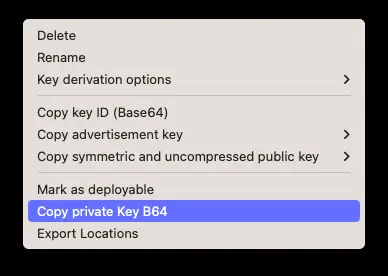 Delete
Rename
Key derivation options
Copy key ID (Base64)
Copy advertisement key
Copy symmetric and uncompressed public key
Mark as deployable
Copy private Key B64
Export Locations